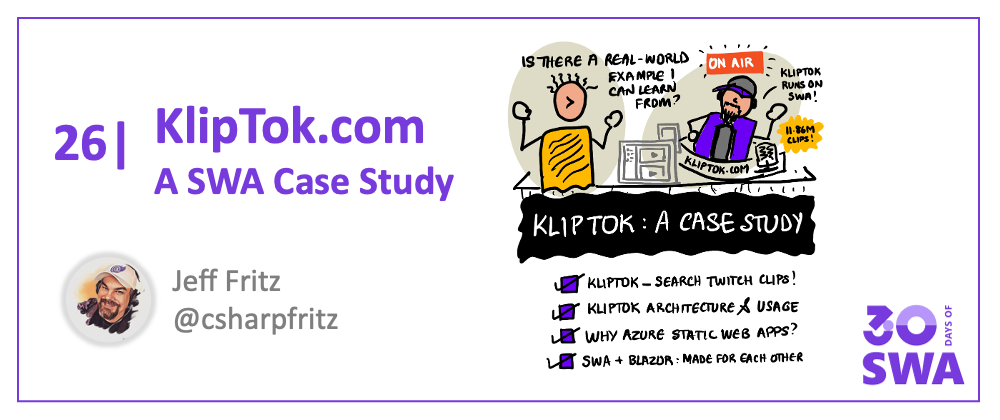 26|
KlipTok.com
A SWA Case Study
Jeff Fritz
@csharpfritz
IS THERE A REAL-WORLD
EXAMPLE I
CAN LEARN
FROM?
ON AIR
KLIPTOK
RUNS ON
SWA!
11.86M
CLIPS!
KLIPTOK.COM
KLIPTOK : A CASE STUDY
KLIPTOK – SEARCH TWITCH CLIPS!
KLIPTOK ARCHITECTURE & USAGE
WHY AZURE STATIC WEB APPS?
SWA + BLAZOR : MADE FOR EACH OTHER
30
DAYS OF
SWA